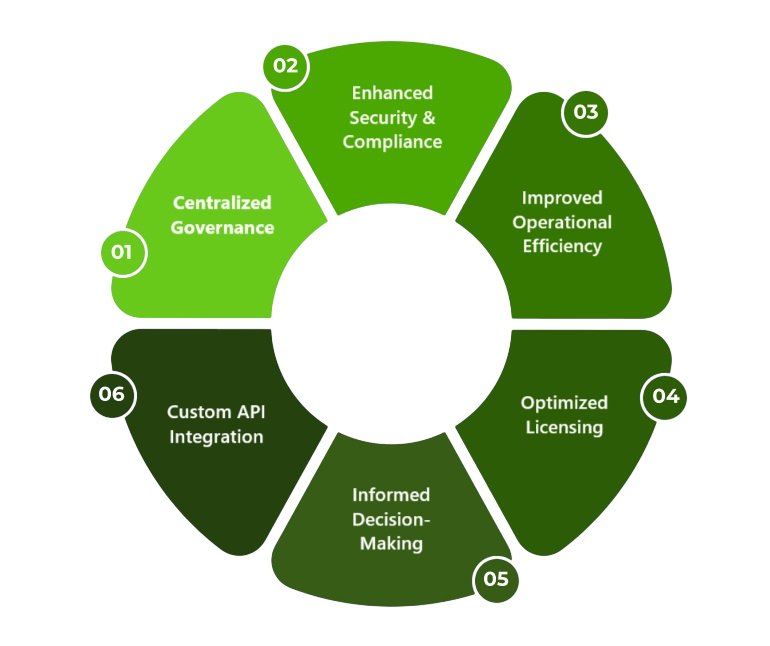 01
Centralized
Governance
02
Enhanced
Security &
Compliance
03
Improved
Operational
Efficiency
04
Optimized
Licensing
05
Informed
Decision-
Making
06
Custom API
Integration